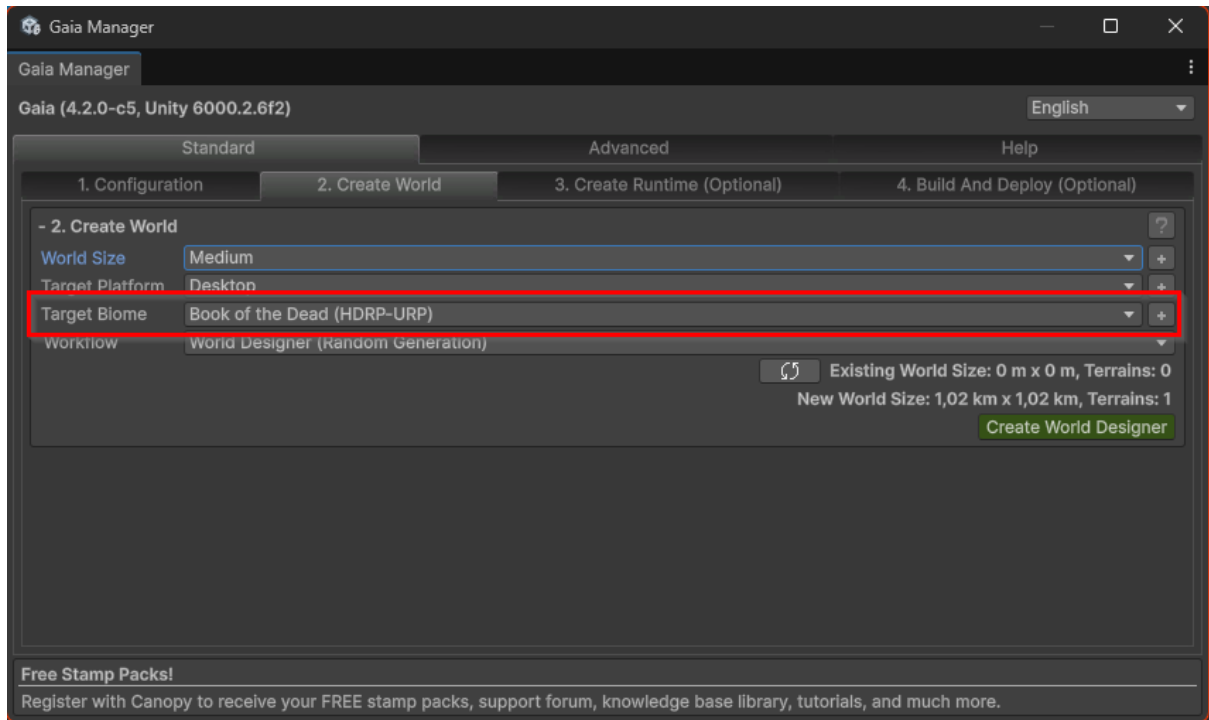 Gaia Manager
Gaia Manager
Gaia (4.2.0-c5, Unity 6000.2.6f2) English
Standard Advanced Help
1. Configuration 2. Create World 3. Create Runtime (Optional) 4. Build And Deploy (Optional)
- 2. Create World ?
World Size Medium +
Target Platform Desktop +
Target Biome Book of the Dead (HDRP-URP) +
Workflow World Designer (Random Generation)
Existing World Size: 0 m x 0 m, Terrains: 0
New World Size: 1,02 km x 1,02 km, Terrains: 1
Create World Designer
Free Stamp Packs!
Register with Canopy to receive your FREE stamp packs, support forum, knowledge base library, tutorials, and much more.